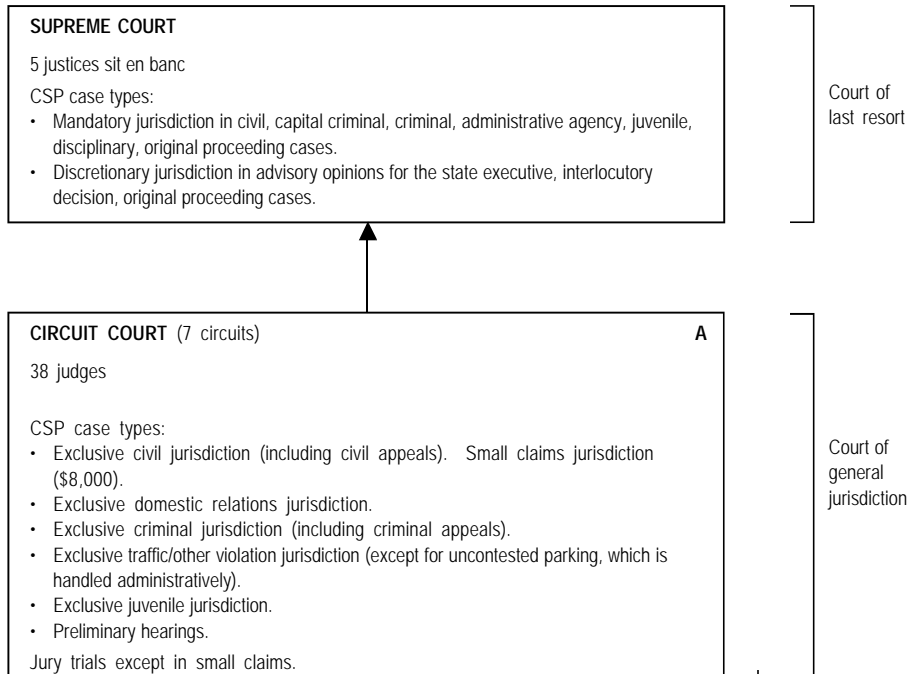 SUPREME COURT
5 justices sit en banc
CSP case types:
• Mandatory jurisdiction in civil, capital criminal, criminal, administrative agency, juvenile,
disciplinary, original proceeding cases.
• Discretionary jurisdiction in advisory opinions for the state executive, interlocutory
decision, original proceeding cases.
Court of
last resort
CIRCUIT COURT (7 circuits) A
38 judges
CSP case types:
• Exclusive civil jurisdiction (including civil appeals). Small claims jurisdiction
($8,000).
• Exclusive domestic relations jurisdiction.
• Exclusive criminal jurisdiction (including criminal appeals).
• Exclusive traffic/other violation jurisdiction (except for uncontested parking, which is
handled administratively).
• Exclusive juvenile jurisdiction.
• Preliminary hearings.
Jury trials except in small claims.
Court of
general
jurisdiction